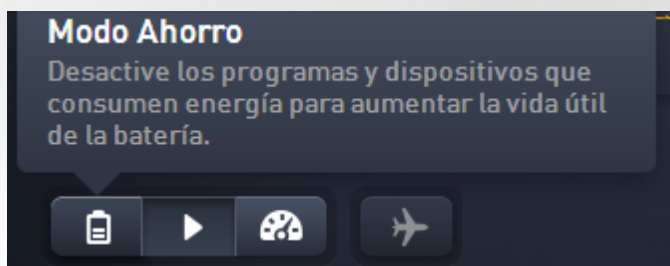 Modo Ahorro
Desactive los programas y dispositivos que
consumen energía para aumentar la vida útil
de la batería.